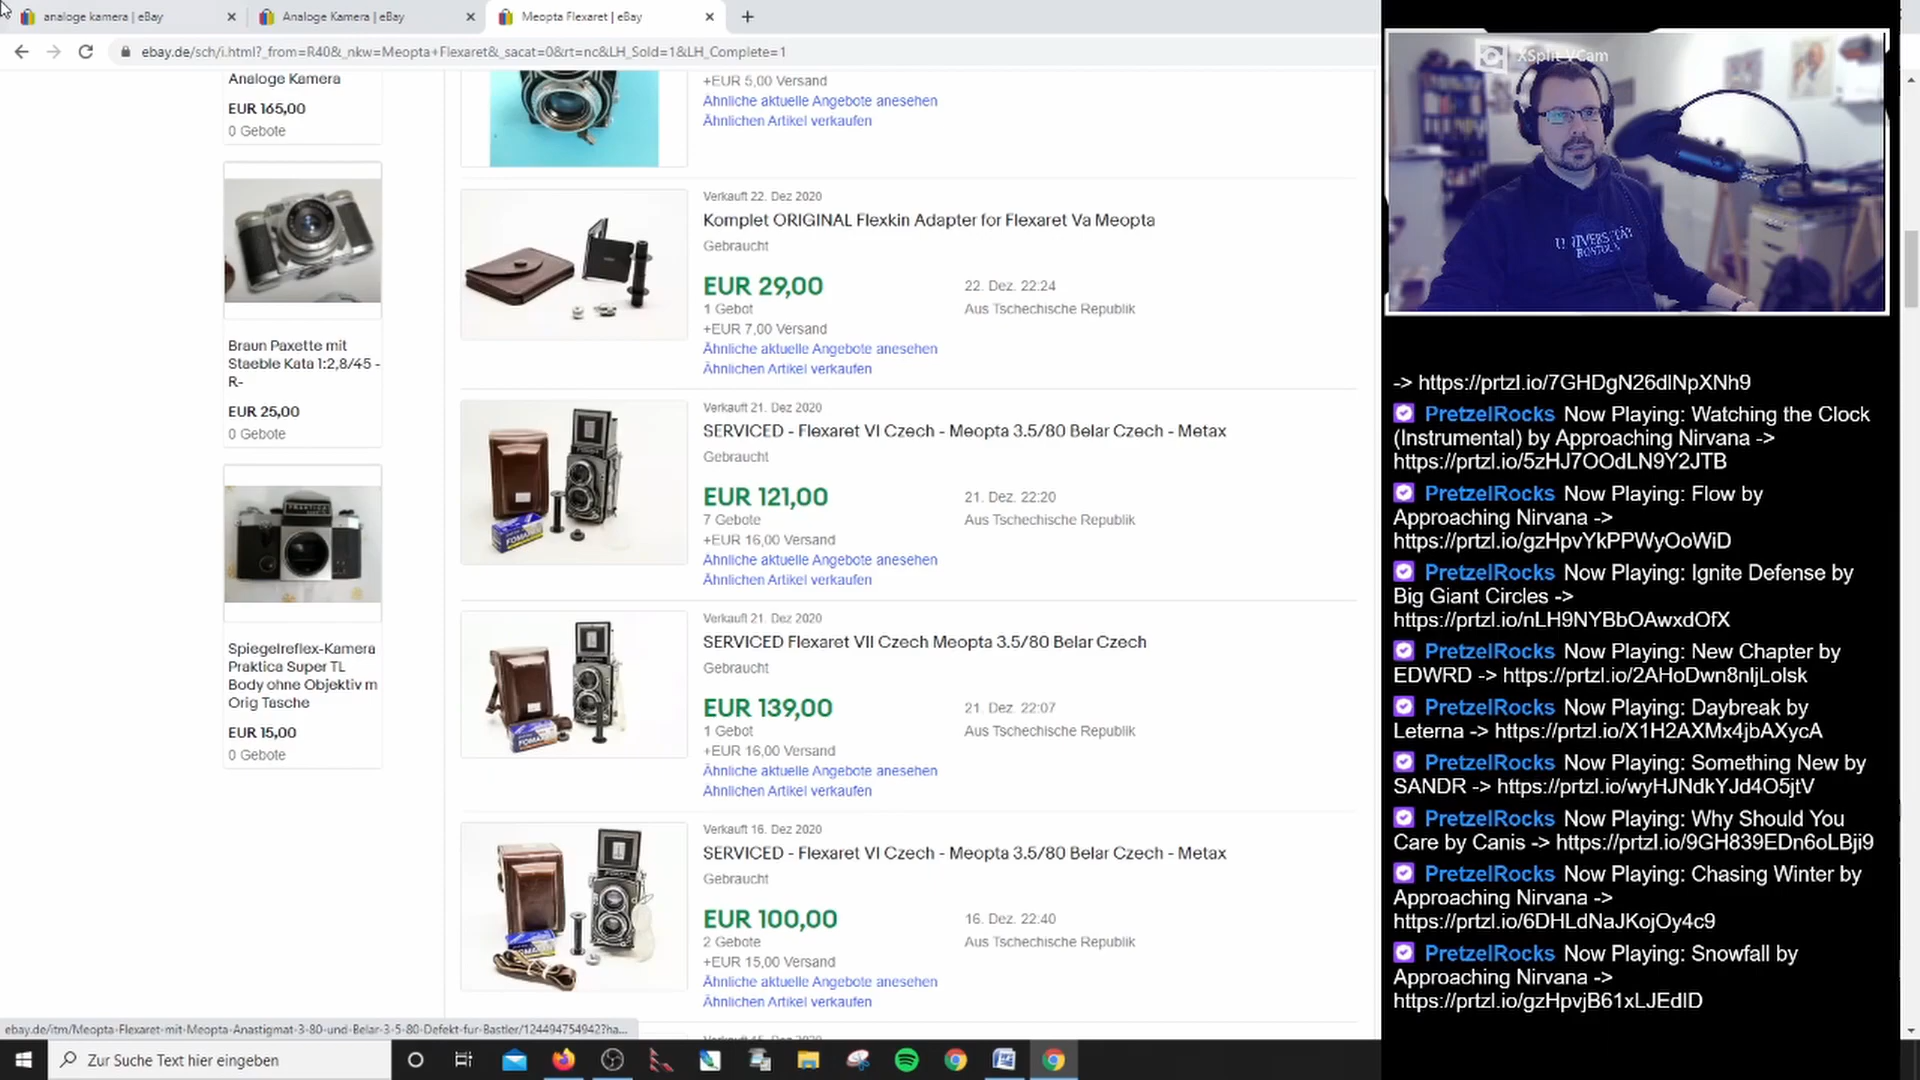 analoge kamera | eBay
Analoge Kamera | eBay
Meopta Flexaret | eBay
ebay.de/sch/i.html?_from=R40&_nkw=Meopta+Flexaret&_sacat=0&rt=nc&LH_Sold=1&LH_Complete=1
Analoge Kamera
EUR 165,00
0 Gebote
Braun Paxette mit
Staeble Kata 1:2,8/45 -
R-
EUR 25,00
0 Gebote
Spiegelreflex-Kamera
Praktica Super TL
Body ohne Objektiv m
Orig Tasche
EUR 15,00
0 Gebote
+EUR 5,00 Versand
Ähnliche aktuelle Angebote anesehen
Ähnlichen Artikel verkaufen
Verkauft 22. Dez 2020
Komplet ORIGINAL Flexkin Adapter for Flexaret Va Meopta
Gebraucht
EUR 29,00
22. Dez. 22:24
1 Gebot
Aus Tschechische Republik
+EUR 7,00 Versand
Ähnliche aktuelle Angebote anesehen
Ähnlichen Artikel verkaufen
Verkauft 21. Dez 2020
SERVICED - Flexaret VI Czech - Meopta 3.5/80 Belar Czech - Metax
Gebraucht
EUR 121,00
21. Dez. 22:20
7 Gebote
Aus Tschechische Republik
+EUR 16,00 Versand
Ähnliche aktuelle Angebote anesehen
Ähnlichen Artikel verkaufen
Verkauft 21. Dez 2020
SERVICED Flexaret VII Czech Meopta 3.5/80 Belar Czech
Gebraucht
EUR 139,00
21. Dez. 22:07
1 Gebot
Aus Tschechische Republik
+EUR 16,00 Versand
Ähnliche aktuelle Angebote anesehen
Ähnlichen Artikel verkaufen
Verkauft 16. Dez 2020
SERVICED - Flexaret VI Czech - Meopta 3.5/80 Belar Czech - Metax
Gebraucht
EUR 100,00
16. Dez. 22:40
2 Gebote
Aus Tschechische Republik
+EUR 15,00 Versand
Ähnliche aktuelle Angebote anesehen
Ähnlichen Artikel verkaufen
ebay.de/itm/Meopta-Flexaret-mit-Meopta-Anastigmat-3-80-und-Belar-3-5-80-Defekt-fur-Bastler/124494754942?ha...
Zur Suche Text hier eingeben
XSplit VCam
UNIVERSITÄT
ROSTOCK
-> https://prtzl.io/7GHDgN26dlNpXNh9
PretzelRocks Now Playing: Watching the Clock
(Instrumental) by Approaching Nirvana ->
https://prtzl.io/5zHJ7OOdLN9Y2JTB
PretzelRocks Now Playing: Flow by
Approaching Nirvana ->
https://prtzl.io/gzHpvYkPPWyOoWiD
PretzelRocks Now Playing: Ignite Defense by
Big Giant Circles ->
https://prtzl.io/nLH9NYBbOAwxdOfX
PretzelRocks Now Playing: New Chapter by
EDWRD -> https://prtzl.io/2AHoDwn8nljLolsk
PretzelRocks Now Playing: Daybreak by
Leterna -> https://prtzl.io/X1H2AXMx4jbAXycA
PretzelRocks Now Playing: Something New by
SANDR -> https://prtzl.io/wyHJNdkYJd4O5jtV
PretzelRocks Now Playing: Why Should You
Care by Canis -> https://prtzl.io/9GH839EDn6oLBji9
PretzelRocks Now Playing: Chasing Winter by
Approaching Nirvana ->
https://prtzl.io/6DHLdNaJKojOy4c9
PretzelRocks Now Playing: Snowfall by
Approaching Nirvana ->
https://prtzl.io/gzHpvjB61xLJEdlD